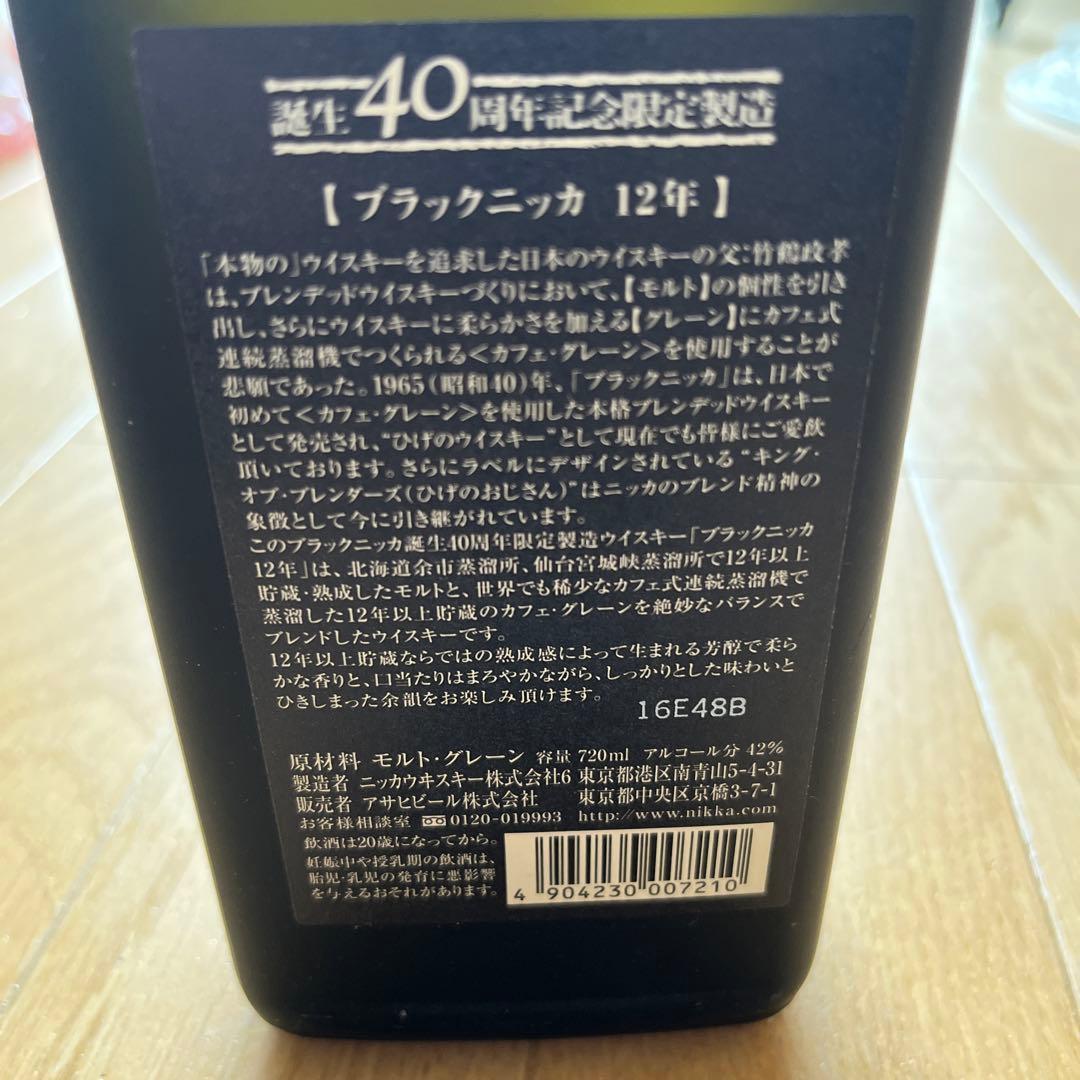 誕生40周年記念限定製造
【ブラックニッカ 12年】
「本物の」ウイスキーを追求した日本のウイスキーの父:竹鶴政孝
は、ブレンデッドウイスキーづくりにおいて、【モルト】の個性を引き
出し、さらにウイスキーに柔らかさを加える【グレーン】にカフェ式
連続蒸溜機でつくられる<カフェ・グレーン>を使用することが
悲願であった。1965(昭和40)年、「ブラックニッカ」は、日本で
初めて<カフェ・グレーン>を使用した本格ブレンデッドウイスキー
として発売され、“ひげのウイスキー”として現在でも皆様にご愛飲
頂いております。さらにラベルにデザインされている“キング・
オブ・ブレンダーズ(ひげのおじさん)”はニッカのブレンド精神の
象徴として今に引き継がれています。
このブラックニッカ誕生40周年限定製造ウイスキー「ブラックニッカ
12年」は、北海道余市蒸溜所、仙台宮城峡蒸溜所で12年以上
貯蔵・熟成したモルトと、世界でも稀少なカフェ式連続蒸溜機で
蒸溜した12年以上貯蔵のカフェ・グレーンを絶妙なバランスで
ブレンドしたウイスキーです。
12年以上貯蔵ならではの熟成感によって生まれる芳醇で柔ら
かな香りと、口当たりはまろやかながら、しっかりとした味わいと
ひきしまった余韻をお楽しみ頂けます。
16E48B
原材料 モルト・グレーン 容量 720ml アルコール分 42%
製造者 ニッカウヰスキー株式会社6 東京都港区南青山5-4-31
販売者 アサヒビール株式会社 東京都中央区京橋3-7-1
お客様相談室 0120-019993 http://www.nikka.com
飲酒は20歳になってから。
妊娠中や授乳期の飲酒は、
胎児・乳児の発育に悪影響
を与えるおそれがあります。
4 904230 007210